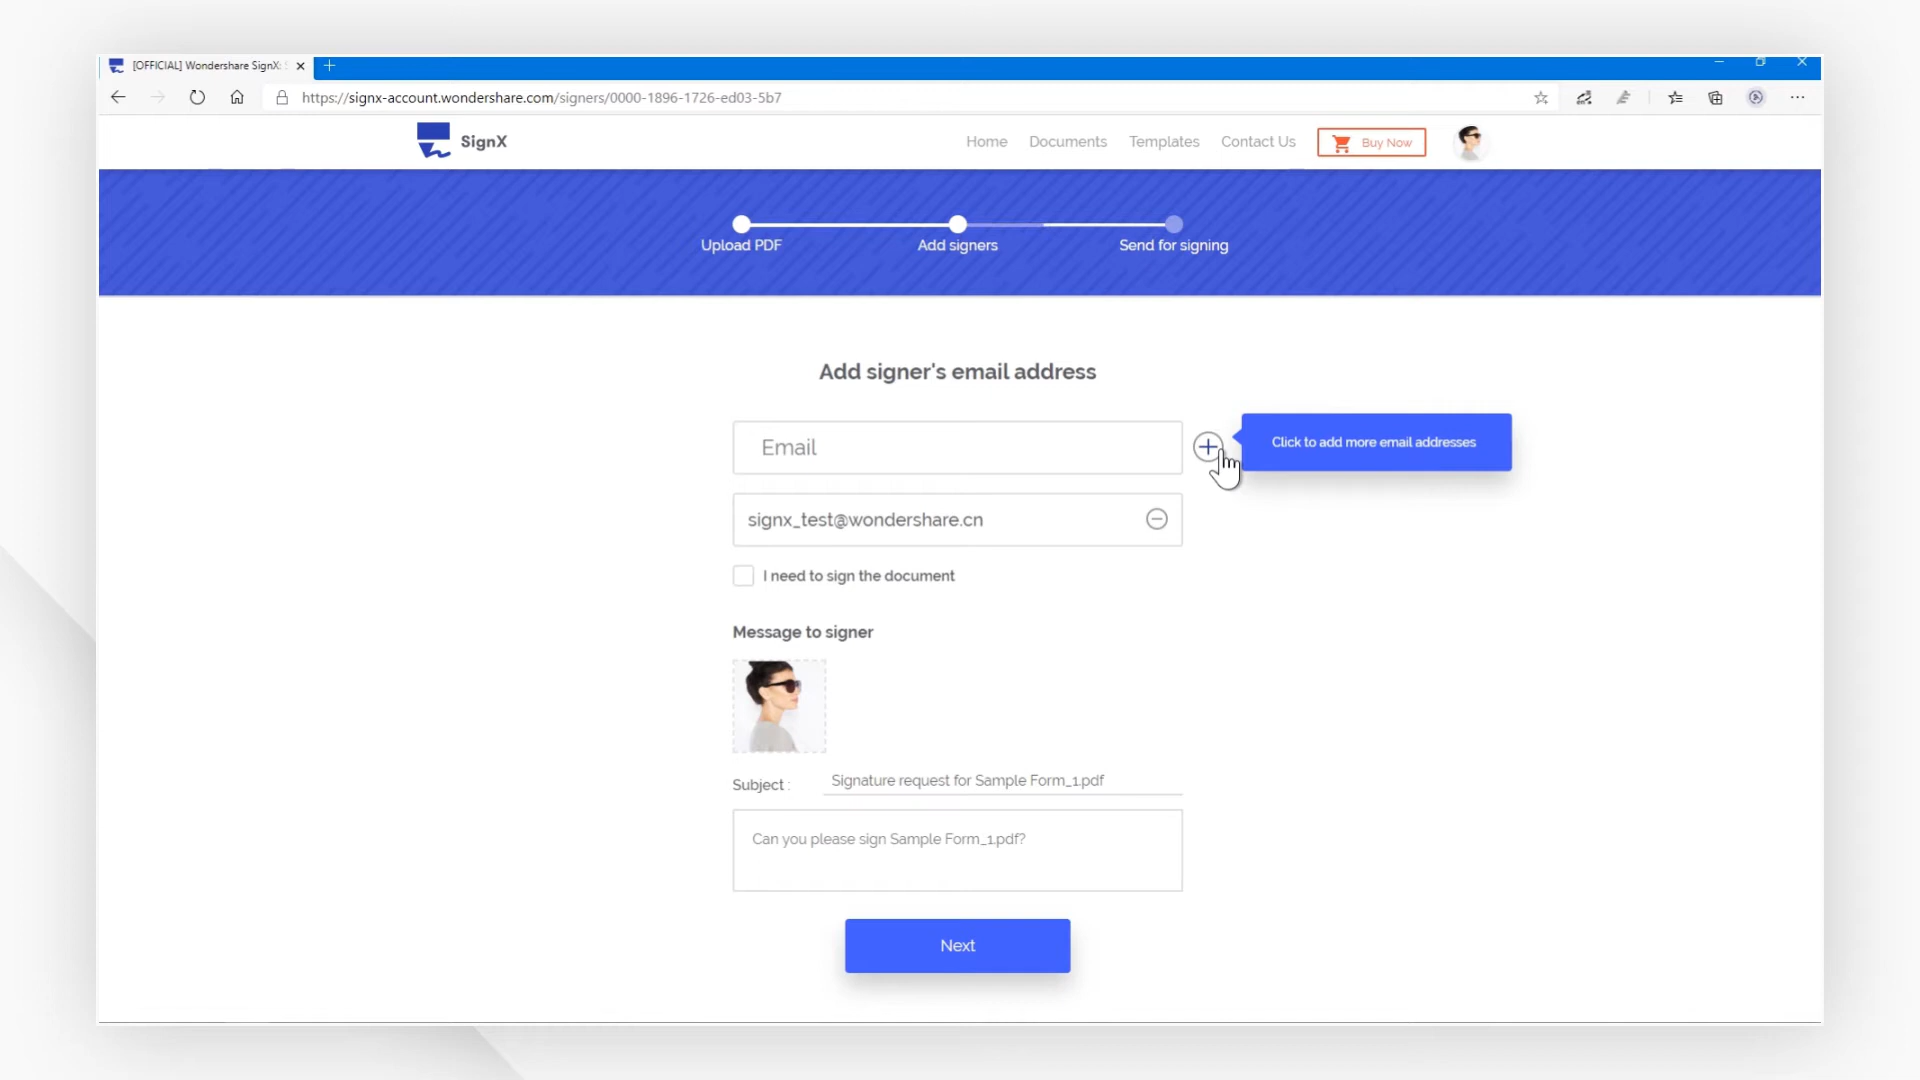 [OFFICIAL] Wondershare SignX:
https://signx-account.wondershare.com/signers/0000-1896-1726-ed03-5b7
SignX
Home Documents Templates Contact Us Buy Now
Upload PDF Add signers Send for signing
Add signer's email address
Email
Click to add more email addresses
signx_test@wondershare.cn
I need to sign the document
Message to signer
Subject : Signature request for Sample Form_1.pdf
Can you please sign Sample Form_1.pdf?
Next